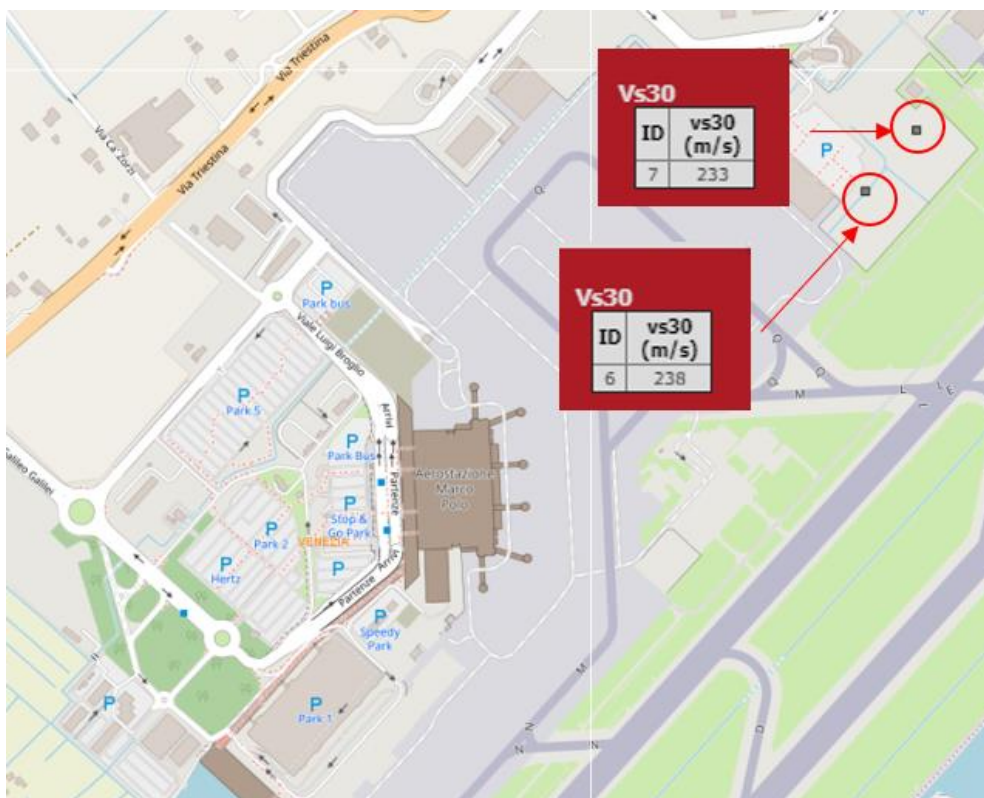 Via Triestina
Via Ca' Zorzi
Via Triestina
Vs30
ID
vs30
(m/s)
7
233
P
Q
Vs30
ID
vs30
(m/s)
6
238
P
Park bus
Viale Luigi Broglio
Arrivi
P
Park 5
P
Park Bus
Partenze
Aerostazione
Marco
Polo
Galileo Galilei
P
Stop &
Go Park
P
Park 2
VENEZIA
P
Hertz
P
Partenze
Arrivi
P
Speedy
Park
P
P
Park 1
Q
Q
M
L
I
E
M
N
N
N
D